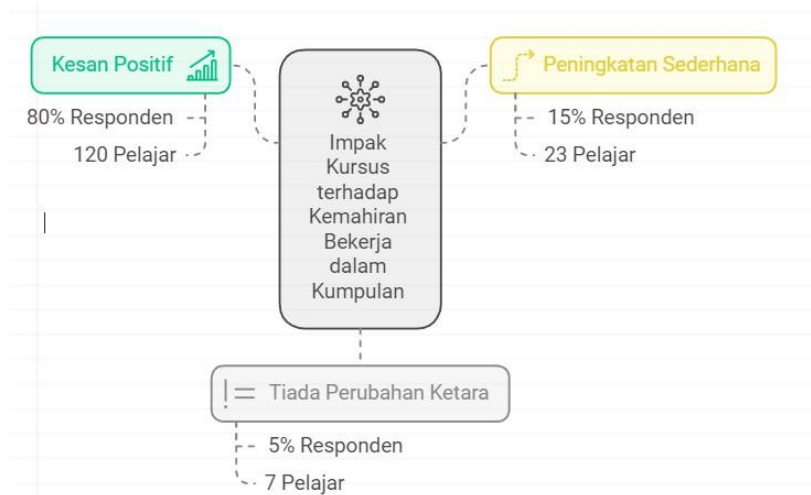 Kesan Positif
80% Responden
120 Pelajar
Impak
Kursus
terhadap
Kemahiran
Bekerja
dalam
Kumpulan
Peningkatan Sederhana
15% Responden
23 Pelajar
Tiada Perubahan Ketara
5% Responden
7 Pelajar